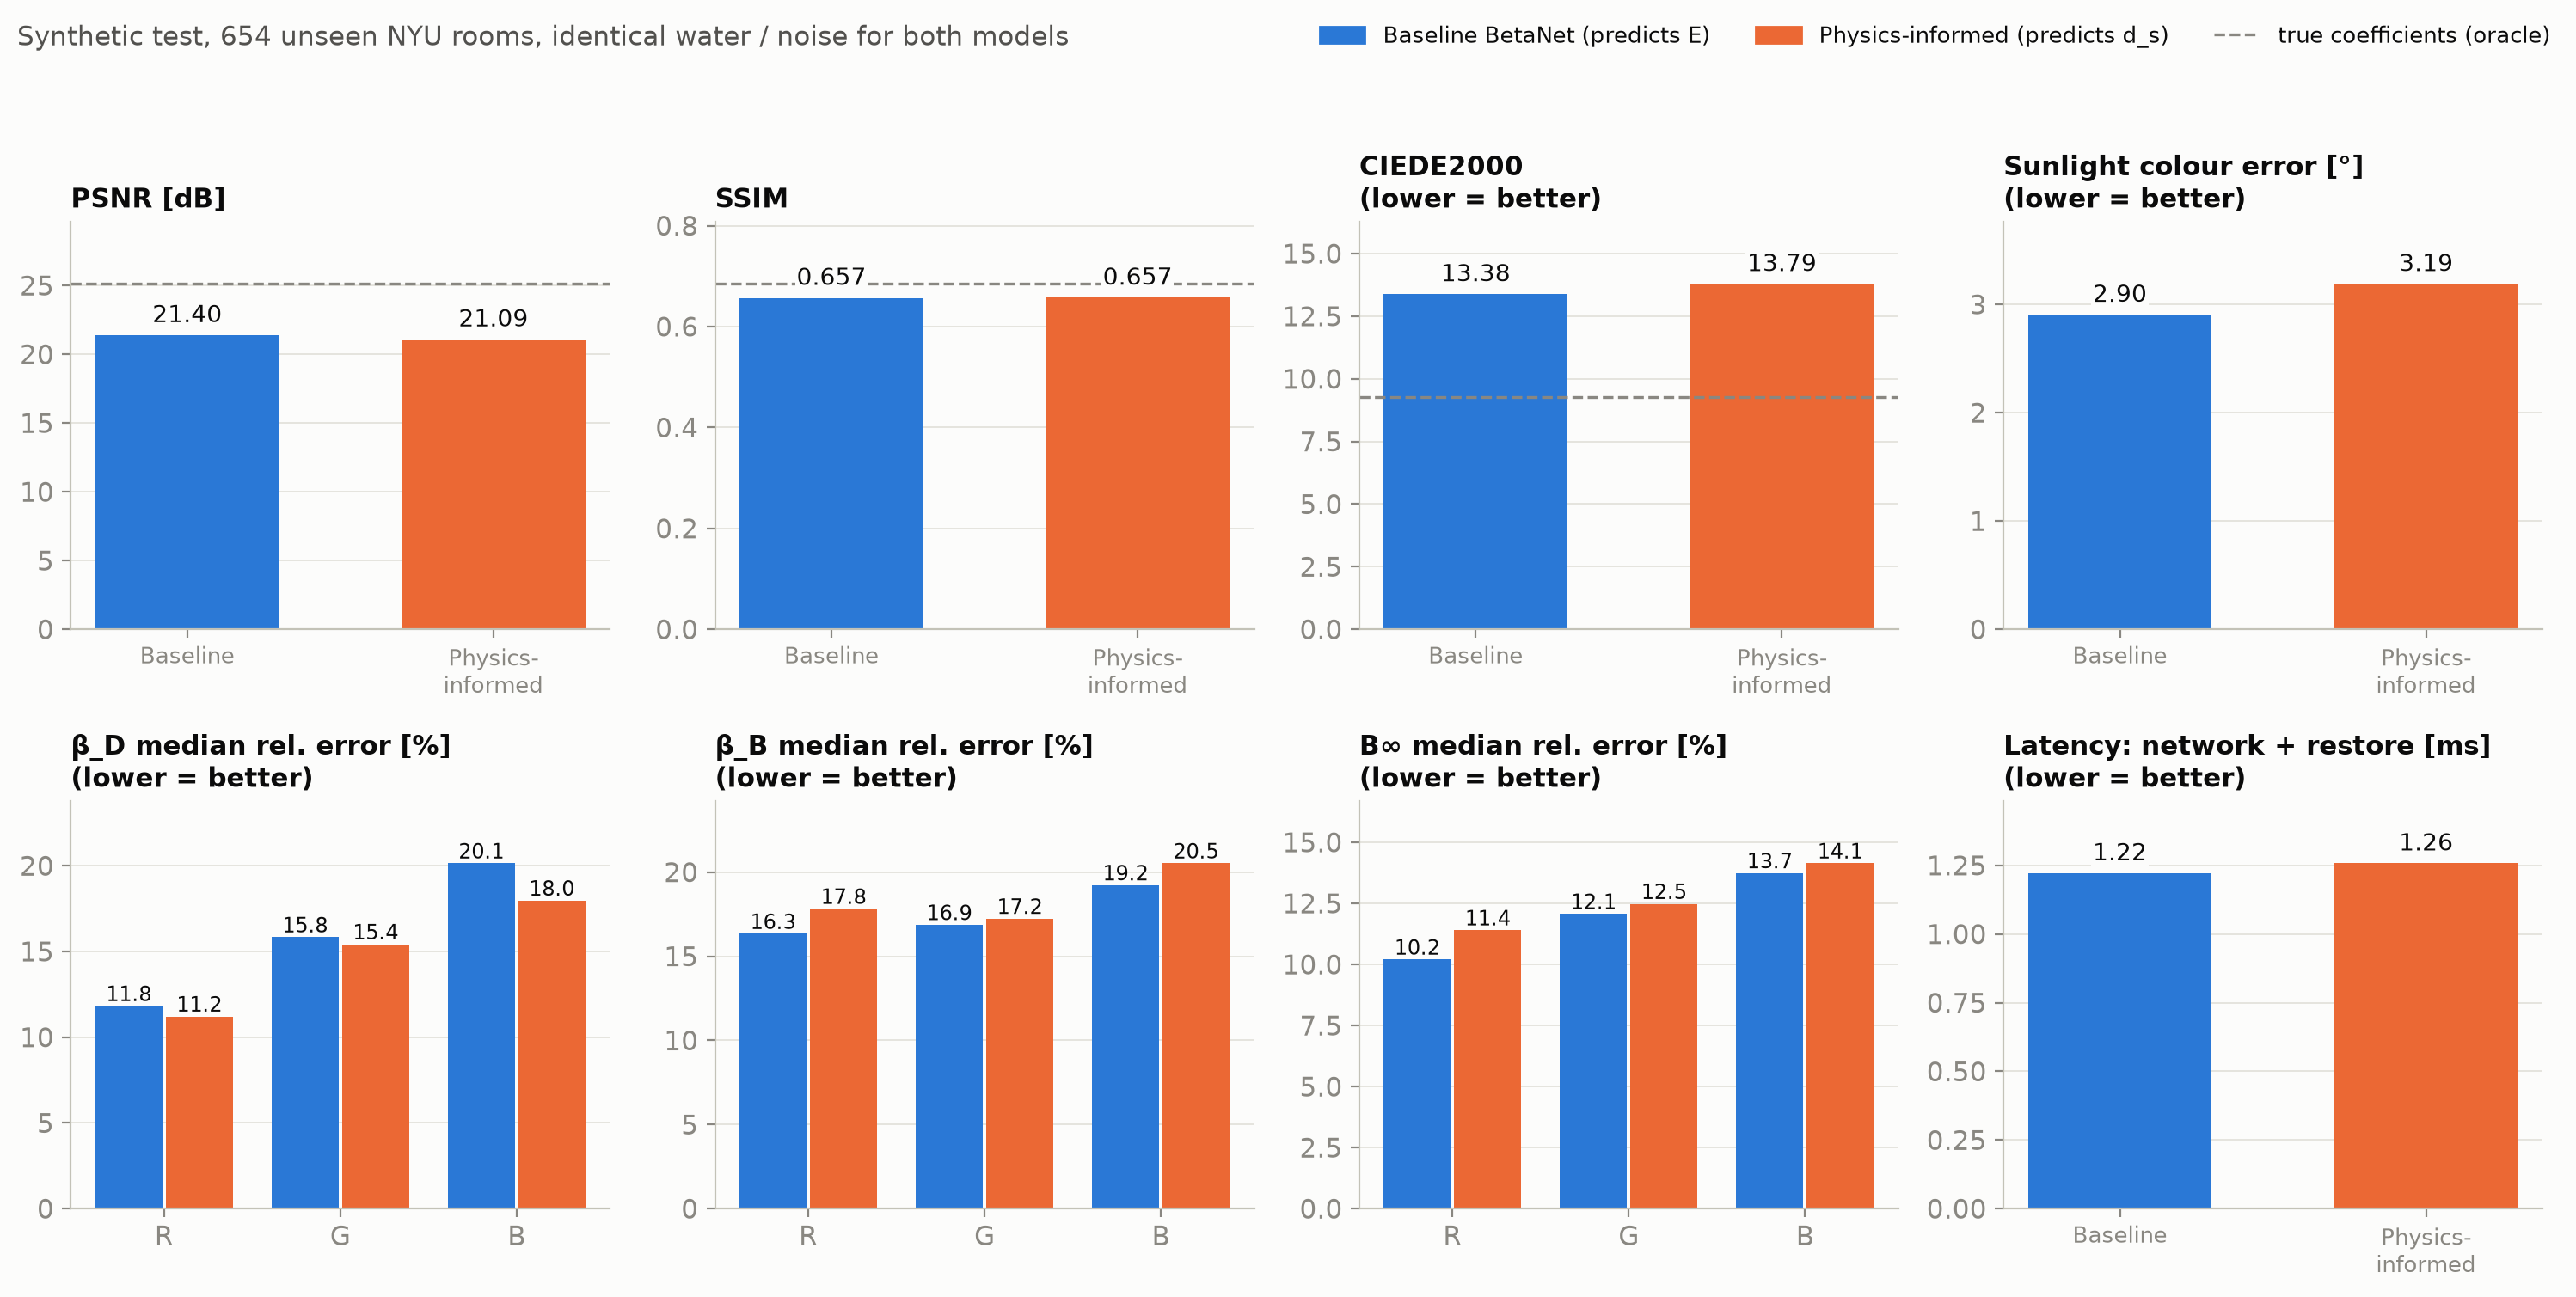 Synthetic test, 654 unseen NYU rooms, identical water / noise for both models
Baseline BetaNet (predicts E)
Physics-informed (predicts d_s)
true coefficients (oracle)
PSNR [dB]
25
20
15
10
5
0
21.40
21.09
Baseline
Physics-
informed
SSIM
0.8
0.6
0.4
0.2
0.0
0.657
0.657
Baseline
Physics-
informed
CIEDE2000
(lower = better)
15.0
12.5
10.0
7.5
5.0
2.5
0.0
13.38
13.79
Baseline
Physics-
informed
Sunlight colour error [°]
(lower = better)
3
2
1
0
2.90
3.19
Baseline
Physics-
informed
β_D median rel. error [%]
(lower = better)
20
15
10
5
0
11.8
11.2
15.8
15.4
20.1
18.0
R
G
B
β_B median rel. error [%]
(lower = better)
20
15
10
5
0
16.3
17.8
16.9
17.2
19.2
20.5
R
G
B
B∞ median rel. error [%]
(lower = better)
15.0
12.5
10.0
7.5
5.0
2.5
0.0
10.2
11.4
12.1
12.5
13.7
14.1
R
G
B
Latency: network + restore [ms]
(lower = better)
1.25
1.00
0.75
0.50
0.25
0.00
1.22
1.26
Baseline
Physics-
informed